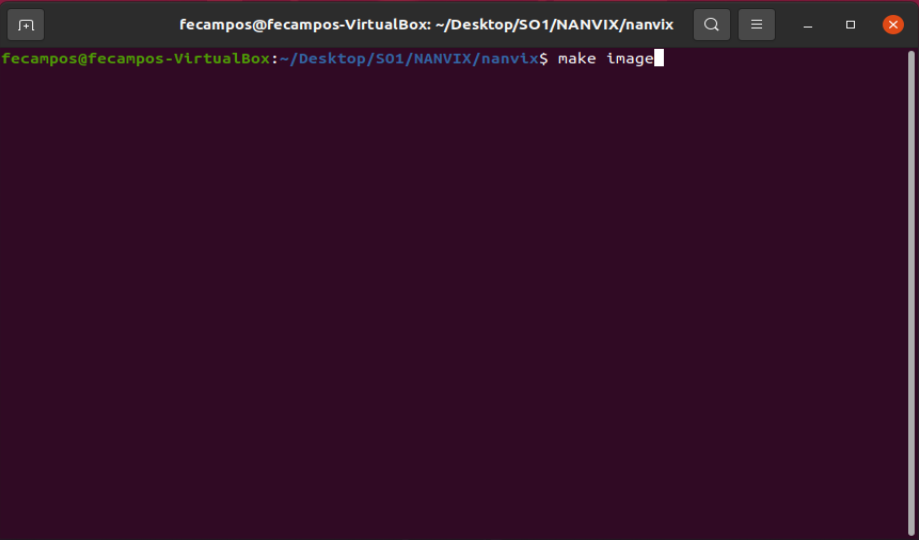 fecampos@fecampos-VirtualBox: ~/Desktop/SO1/NANVIX/nanvix
fecampos@fecampos-VirtualBox:~/Desktop/SO1/NANVIX/nanvix$ make image